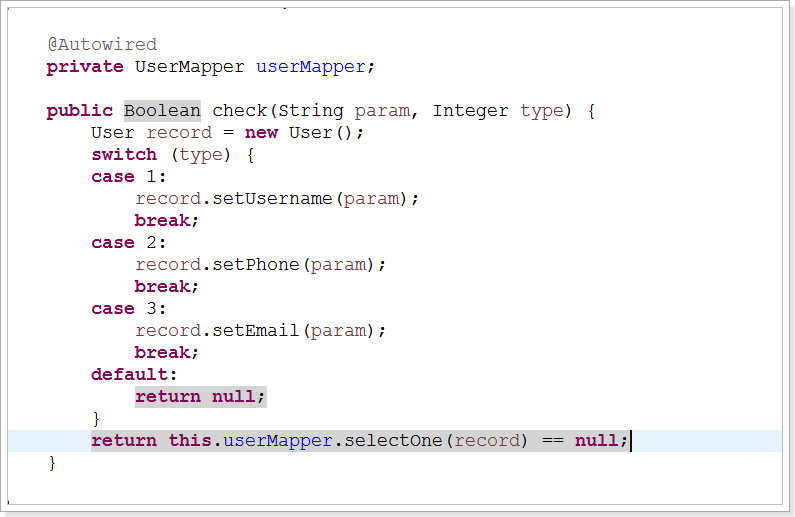 @Autowired
private UserMapper userMapper;
public Boolean check(String param, Integer type) {
User record = new User();
switch (type) {
case 1:
record.setUsername(param);
break;
case 2:
record.setPhone(param);
break;
case 3:
record.setEmail(param);
break;
default:
return null;
}
return this.userMapper.selectOne(record) == null;
}